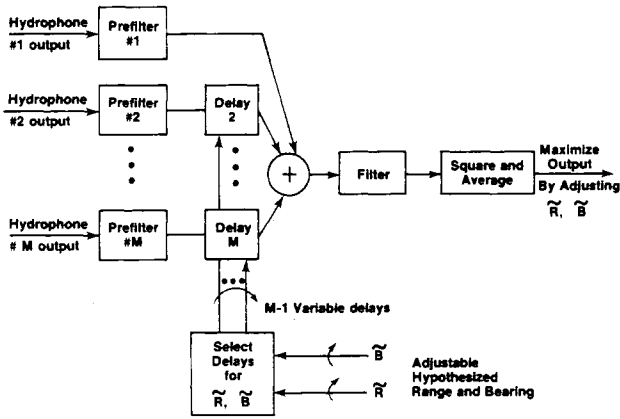 Hydrophone
#1 output
Prefilter
#1
Hydrophone
#2 output
Prefilter
#2
Delay
2
Hydrophone
# M output
Prefilter
#M
Delay
M
+
Filter
Square and
Average
Maximize
Output
By Adjusting
R̃, B̃
M-1 Variable delays
Select
Delays
for
R̃, B̃
B̃
R̃
Adjustable
Hypothesized
Range and Bearing